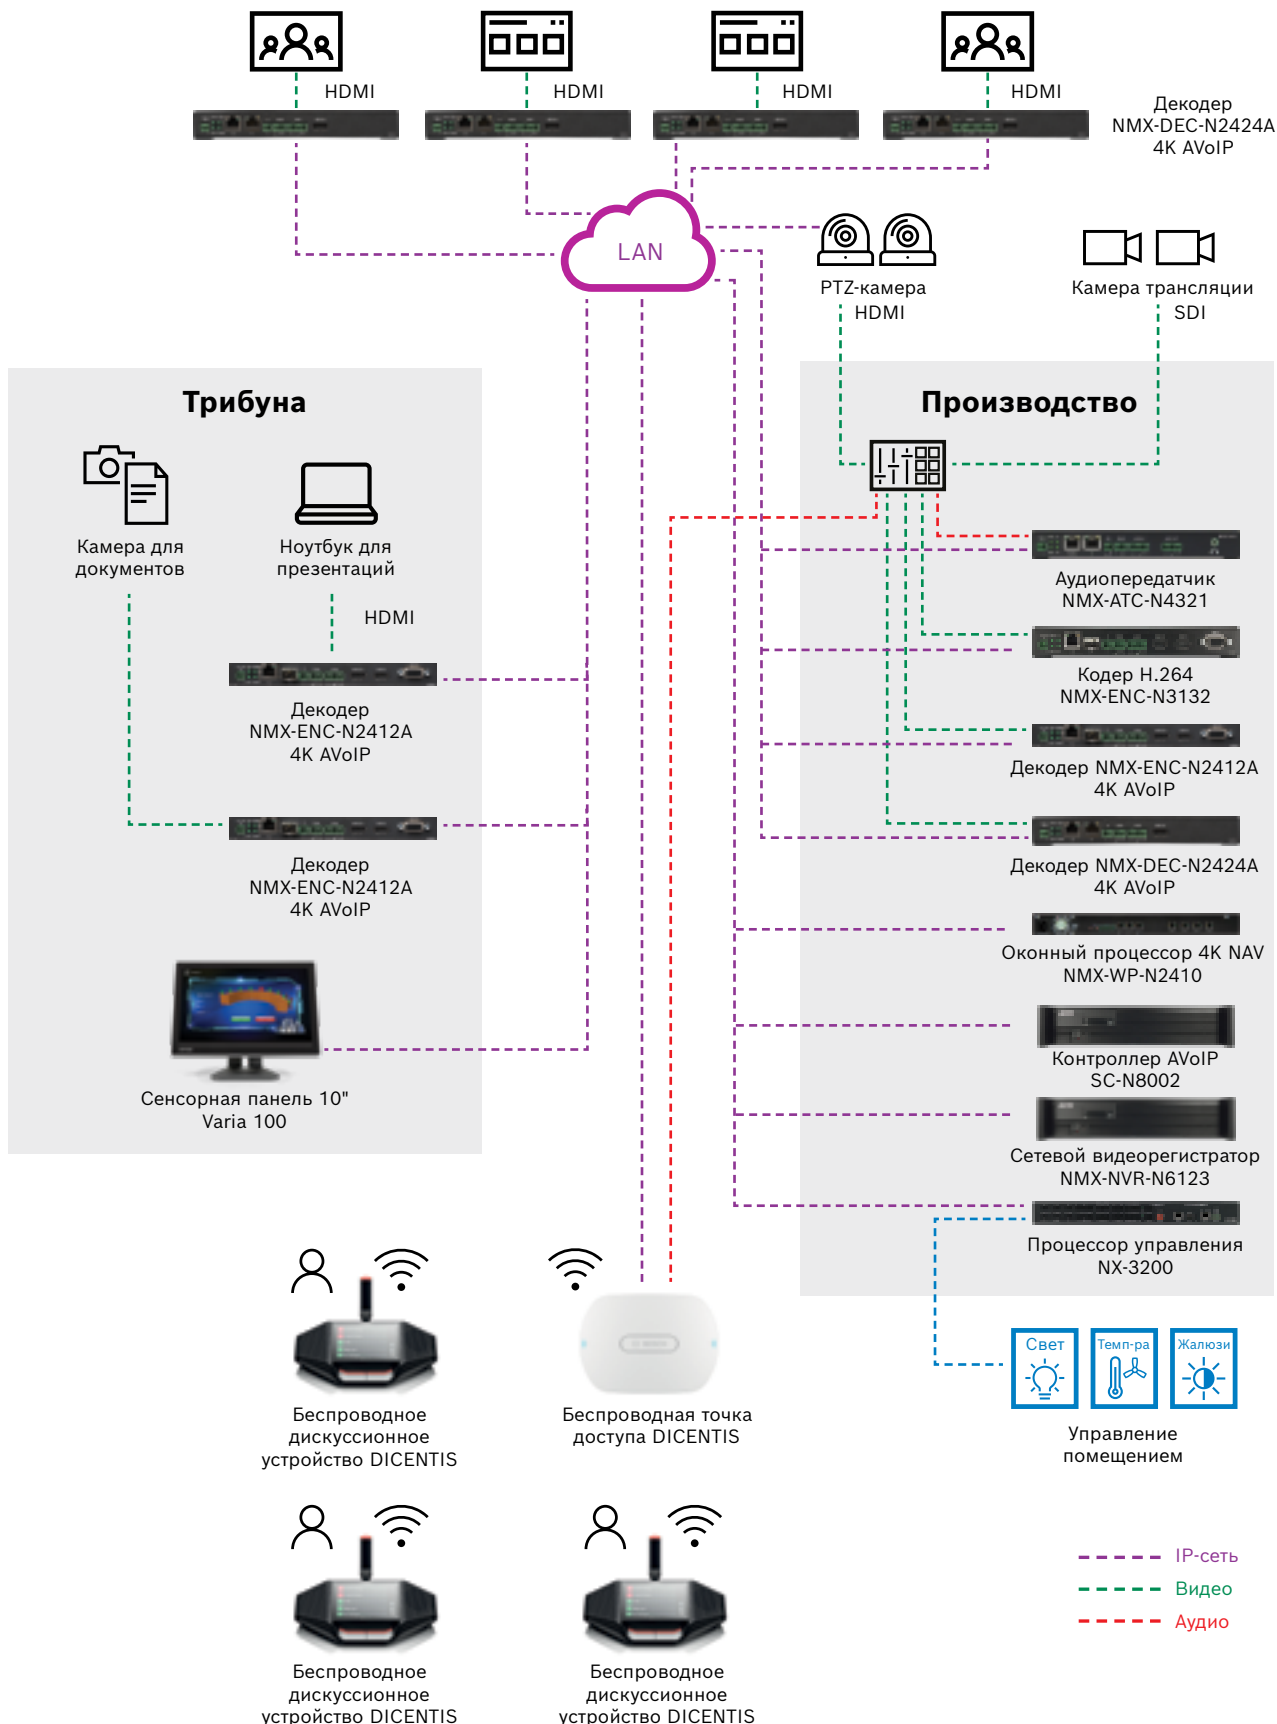 HDMI
HDMI
HDMI
HDMI
Декодер
NMX-DEC-N2424A
4K AVoIP
LAN
PTZ-камера
HDMI
Камера трансляции
SDI
Трибуна
Камера для
документов
Ноутбук для
презентаций
HDMI
Декодер
NMX-ENC-N2412A
4K AVoIP
Декодер
NMX-ENC-N2412A
4K AVoIP
Сенсорная панель 10"
Varia 100
Производство
Аудиопередатчик
NMX-ATC-N4321
Кодер H.264
NMX-ENC-N3132
Декодер NMX-ENC-N2412A
4K AVoIP
Декодер NMX-DEC-N2424A
4K AVoIP
Оконный процессор 4K NAV
NMX-WP-N2410
Контроллер AVoIP
SC-N8002
Сетевой видеорегистратор
NMX-NVR-N6123
Процессор управления
NX-3200
Свет
Темп-ра
Жалюзи
Управление
помещением
Беспроводное
дискуссионное
устройство DICENTIS
Беспроводная точка
доступа DICENTIS
Беспроводное
дискуссионное
устройство DICENTIS
Беспроводное
дискуссионное
устройство DICENTIS
IP-сеть
Видео
Аудио